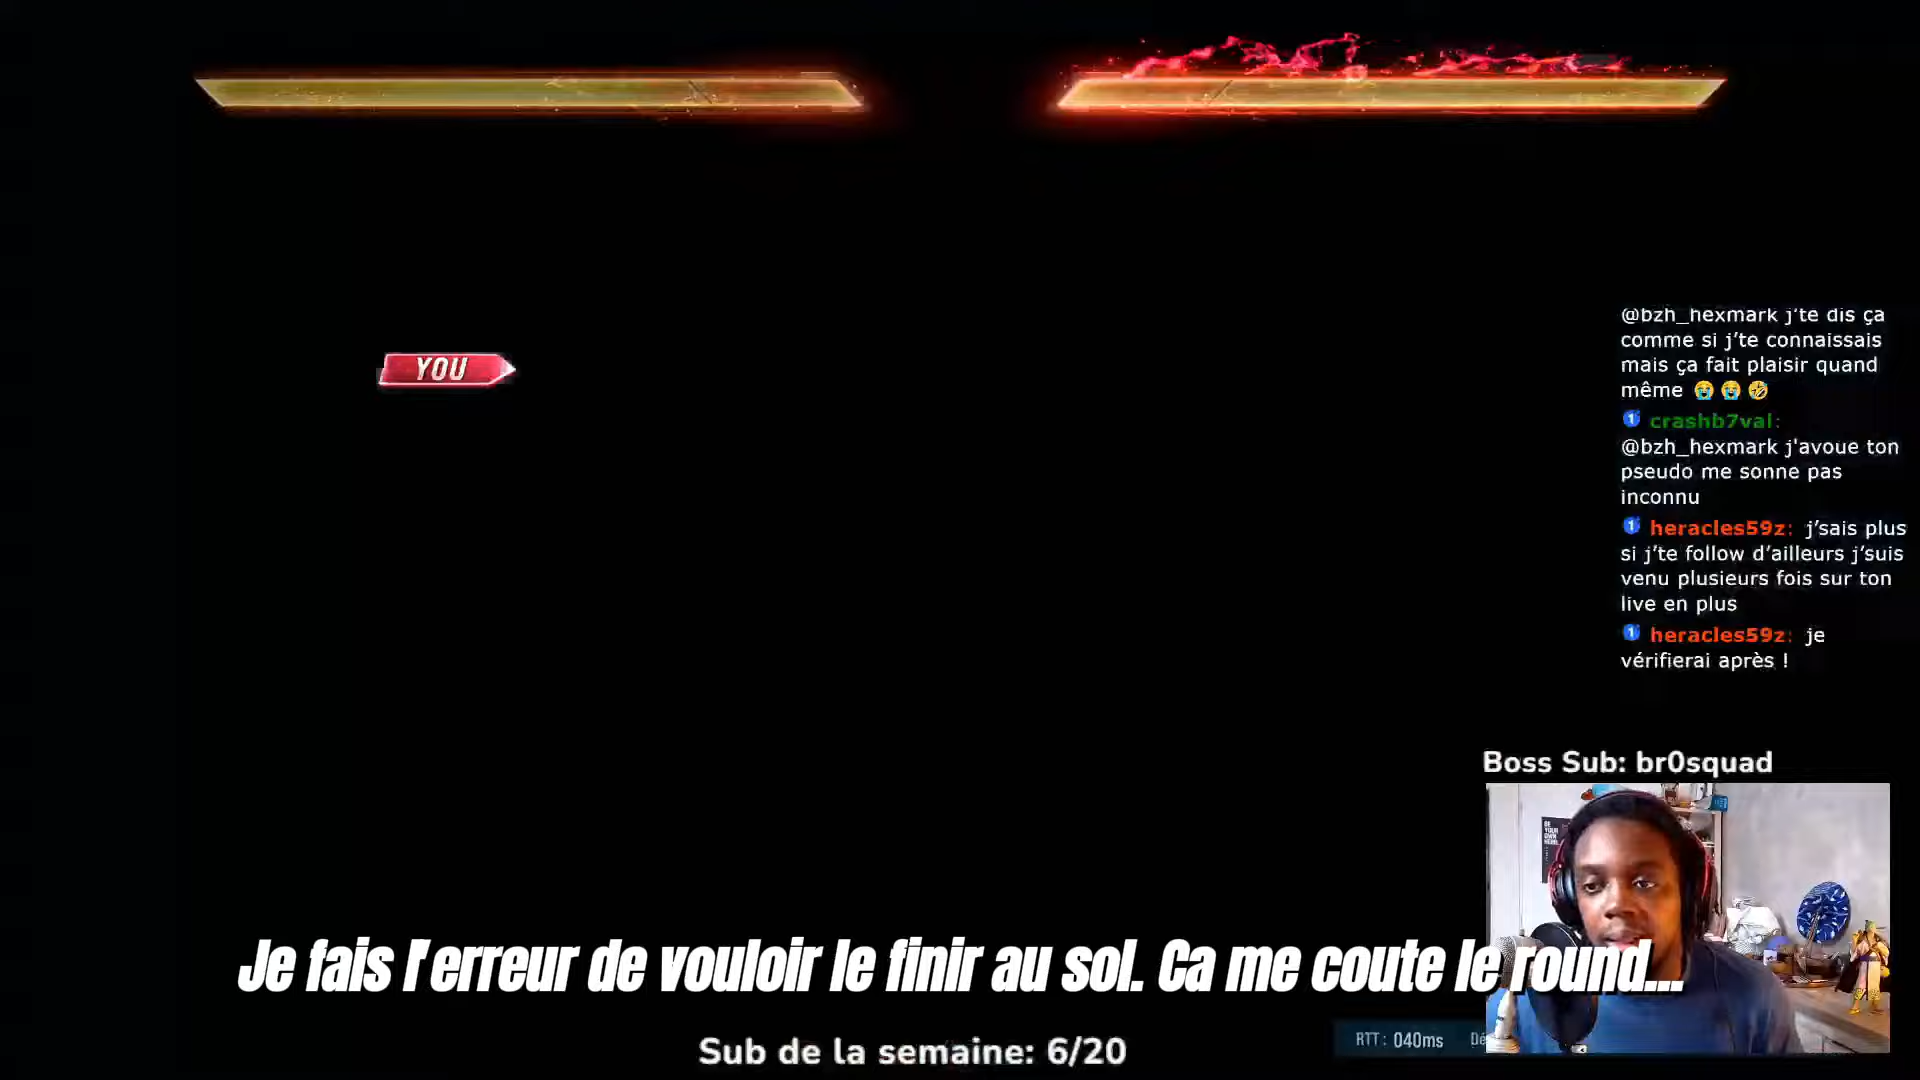 YOU
@bzh_hexmark j'te dis ça
comme si j'te connaissais
mais ça fait plaisir quand
même 😭😭🤣
crashb7val:
@bzh_hexmark j'avoue ton
pseudo me sonne pas
inconnu
heracles59z: j'sais plus
si j'te follow d'ailleurs j'suis
venu plusieurs fois sur ton
live en plus
heracles59z: je
vérifierai après !
Boss Sub: br0squad
Je fais l'erreur de vouloir le finir au sol. Ca me coute le round...
Sub de la semaine: 6/20
RTT : 040ms